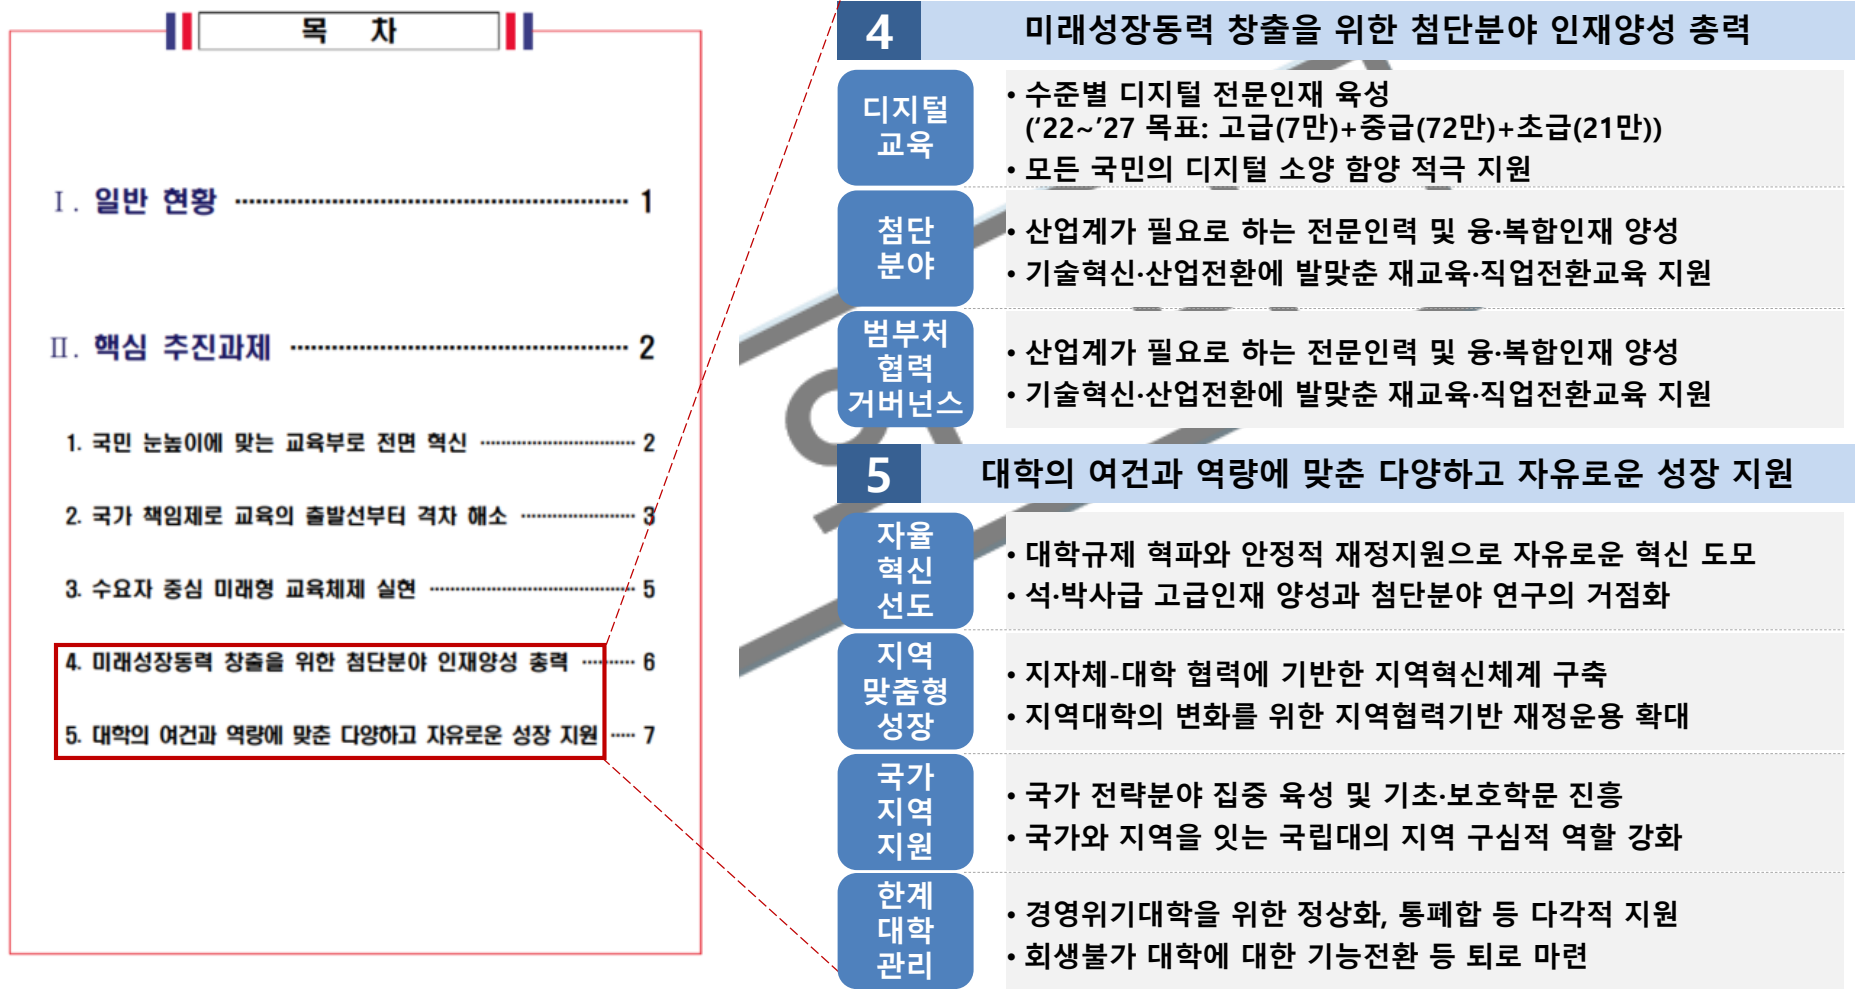 목 차
Ⅰ. 일반 현황 1
Ⅱ. 핵심 추진과제 2
1. 국민 눈높이에 맞는 교육부로 전면 혁신 2
2. 국가 책임제로 교육의 출발선부터 격차 해소 3
3. 수요자 중심 미래형 교육체제 실현 5
4. 미래성장동력 창출을 위한 첨단분야 인재양성 총력 6
5. 대학의 여건과 역량에 맞춘 다양하고 자유로운 성장 지원 7
4 미래성장동력 창출을 위한 첨단분야 인재양성 총력
디지털
교육
• 수준별 디지털 전문인재 육성
(‘22~’27 목표: 고급(7만)+중급(72만)+초급(21만))
• 모든 국민의 디지털 소양 함양 적극 지원
첨단
분야
• 산업계가 필요로 하는 전문인력 및 융·복합인재 양성
• 기술혁신·산업전환에 발맞춘 재교육·직업전환교육 지원
범부처
협력
거버넌스
• 산업계가 필요로 하는 전문인력 및 융·복합인재 양성
• 기술혁신·산업전환에 발맞춘 재교육·직업전환교육 지원
5 대학의 여건과 역량에 맞춘 다양하고 자유로운 성장 지원
자율
혁신
선도
• 대학규제 혁파와 안정적 재정지원으로 자유로운 혁신 도모
• 석·박사급 고급인재 양성과 첨단분야 연구의 거점화
지역
맞춤형
성장
• 지자체-대학 협력에 기반한 지역혁신체계 구축
• 지역대학의 변화를 위한 지역협력기반 재정운용 확대
국가
지역
지원
• 국가 전략분야 집중 육성 및 기초·보호학문 진흥
• 국가와 지역을 잇는 국립대의 지역 구심적 역할 강화
한계
대학
관리
• 경영위기대학을 위한 정상화, 통폐합 등 다각적 지원
• 회생불가 대학에 대한 기능전환 등 퇴로 마련